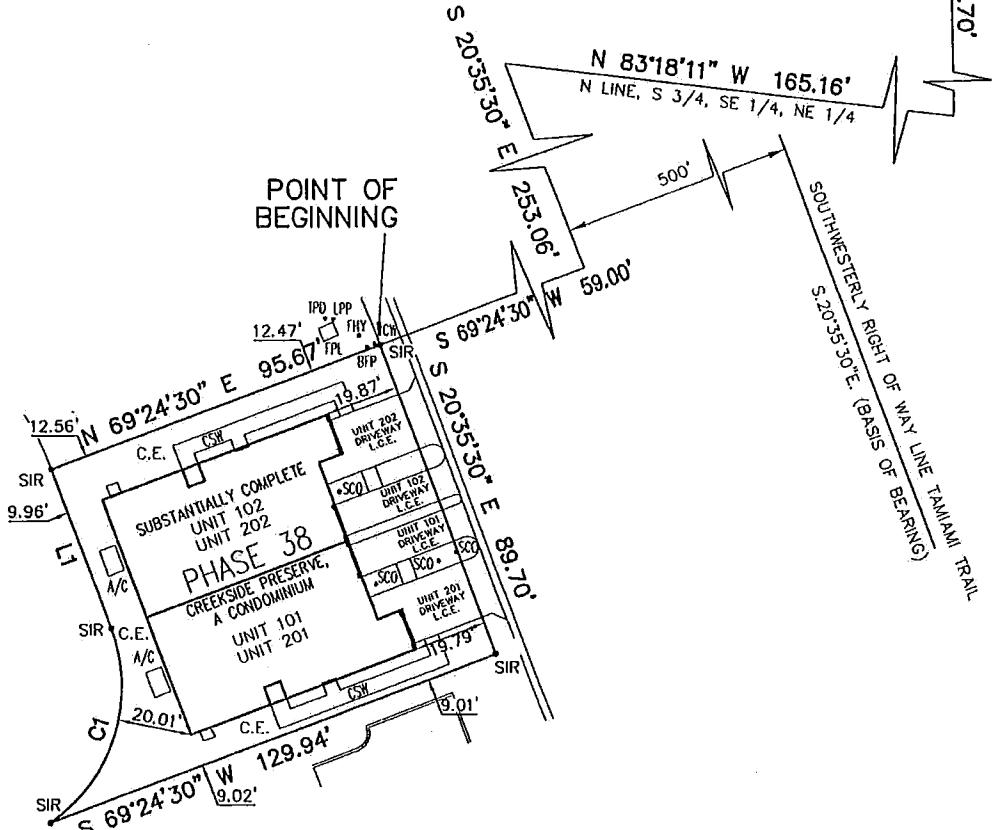 S 20°35'30" E 253.06'
N 83°18'11" W 165.16'
N LINE, S 3/4, SE 1/4, NE 1/4
.70'
500'
SOUTHWESTERLY RIGHT OF WAY LINE TAMIAMI TRAIL
S.20°35'30"E. (BASIS OF BEARING)
POINT OF
BEGINNING
S 69°24'30" W 59.00'
TPD LPP
FHY
FPL
BFP
SIR
12.47'
N 69°24'30" E 95.67'
12.56'
SIR
9.96'
L1
C.E.
CSW
19.87'
S 20°35'30" E 89.70'
UNIT 202
DRIVEWAY
L.C.E.
SCO
UNIT 102
DRIVEWAY
L.C.E.
UNIT 101
DRIVEWAY
L.C.E.
SCO
SCO
SCO
UNIT 201
DRIVEWAY
L.C.E.
SUBSTANTIALLY COMPLETE
UNIT 102
UNIT 202
PHASE 38
CREEKSIDE PRESERVE,
A CONDOMINIUM
UNIT 101
UNIT 201
A/C
SIR
C.E.
A/C
20.01'
C1
C.E.
CSW
19.79"
SIR
9.01'
SIR
S 69°24'30" W 129.94'
9.02'